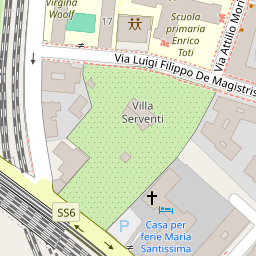 Virgina
Woolf
17
Scuola
primaria
Enrico
Toti
Via Luigi Filippo De Magistris
Via Attilio Mori
Villa
Serventi
SS6
P
Casa per
ferie Maria
Santissima